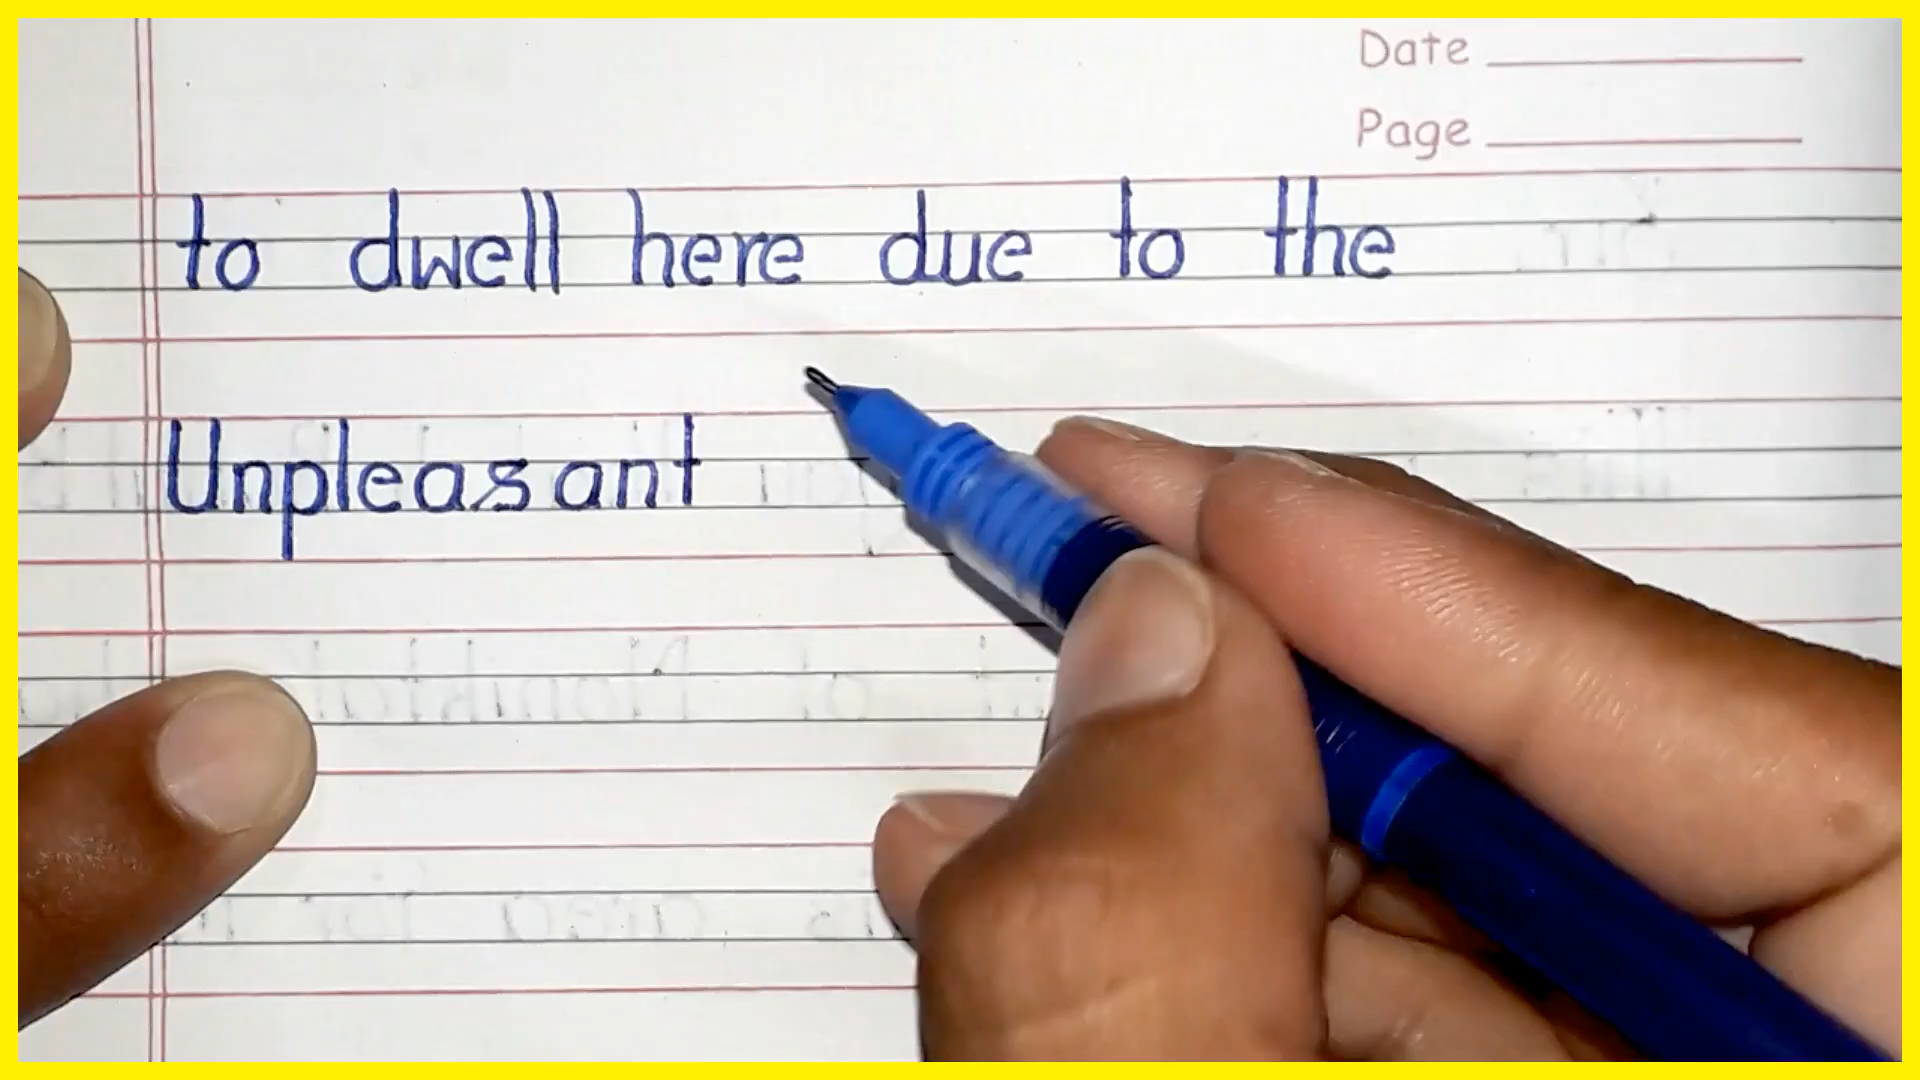 Date
Page
to dwell here due to the
Unpleasant